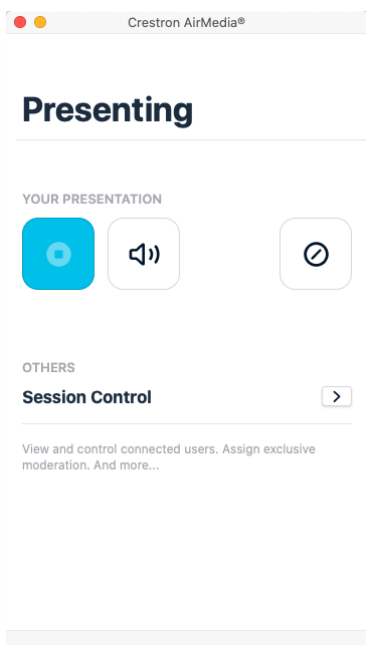 Crestron AirMedia®
Presenting
YOUR PRESENTATION
OTHERS
Session Control
View and control connected users. Assign exclusive
moderation. And more...